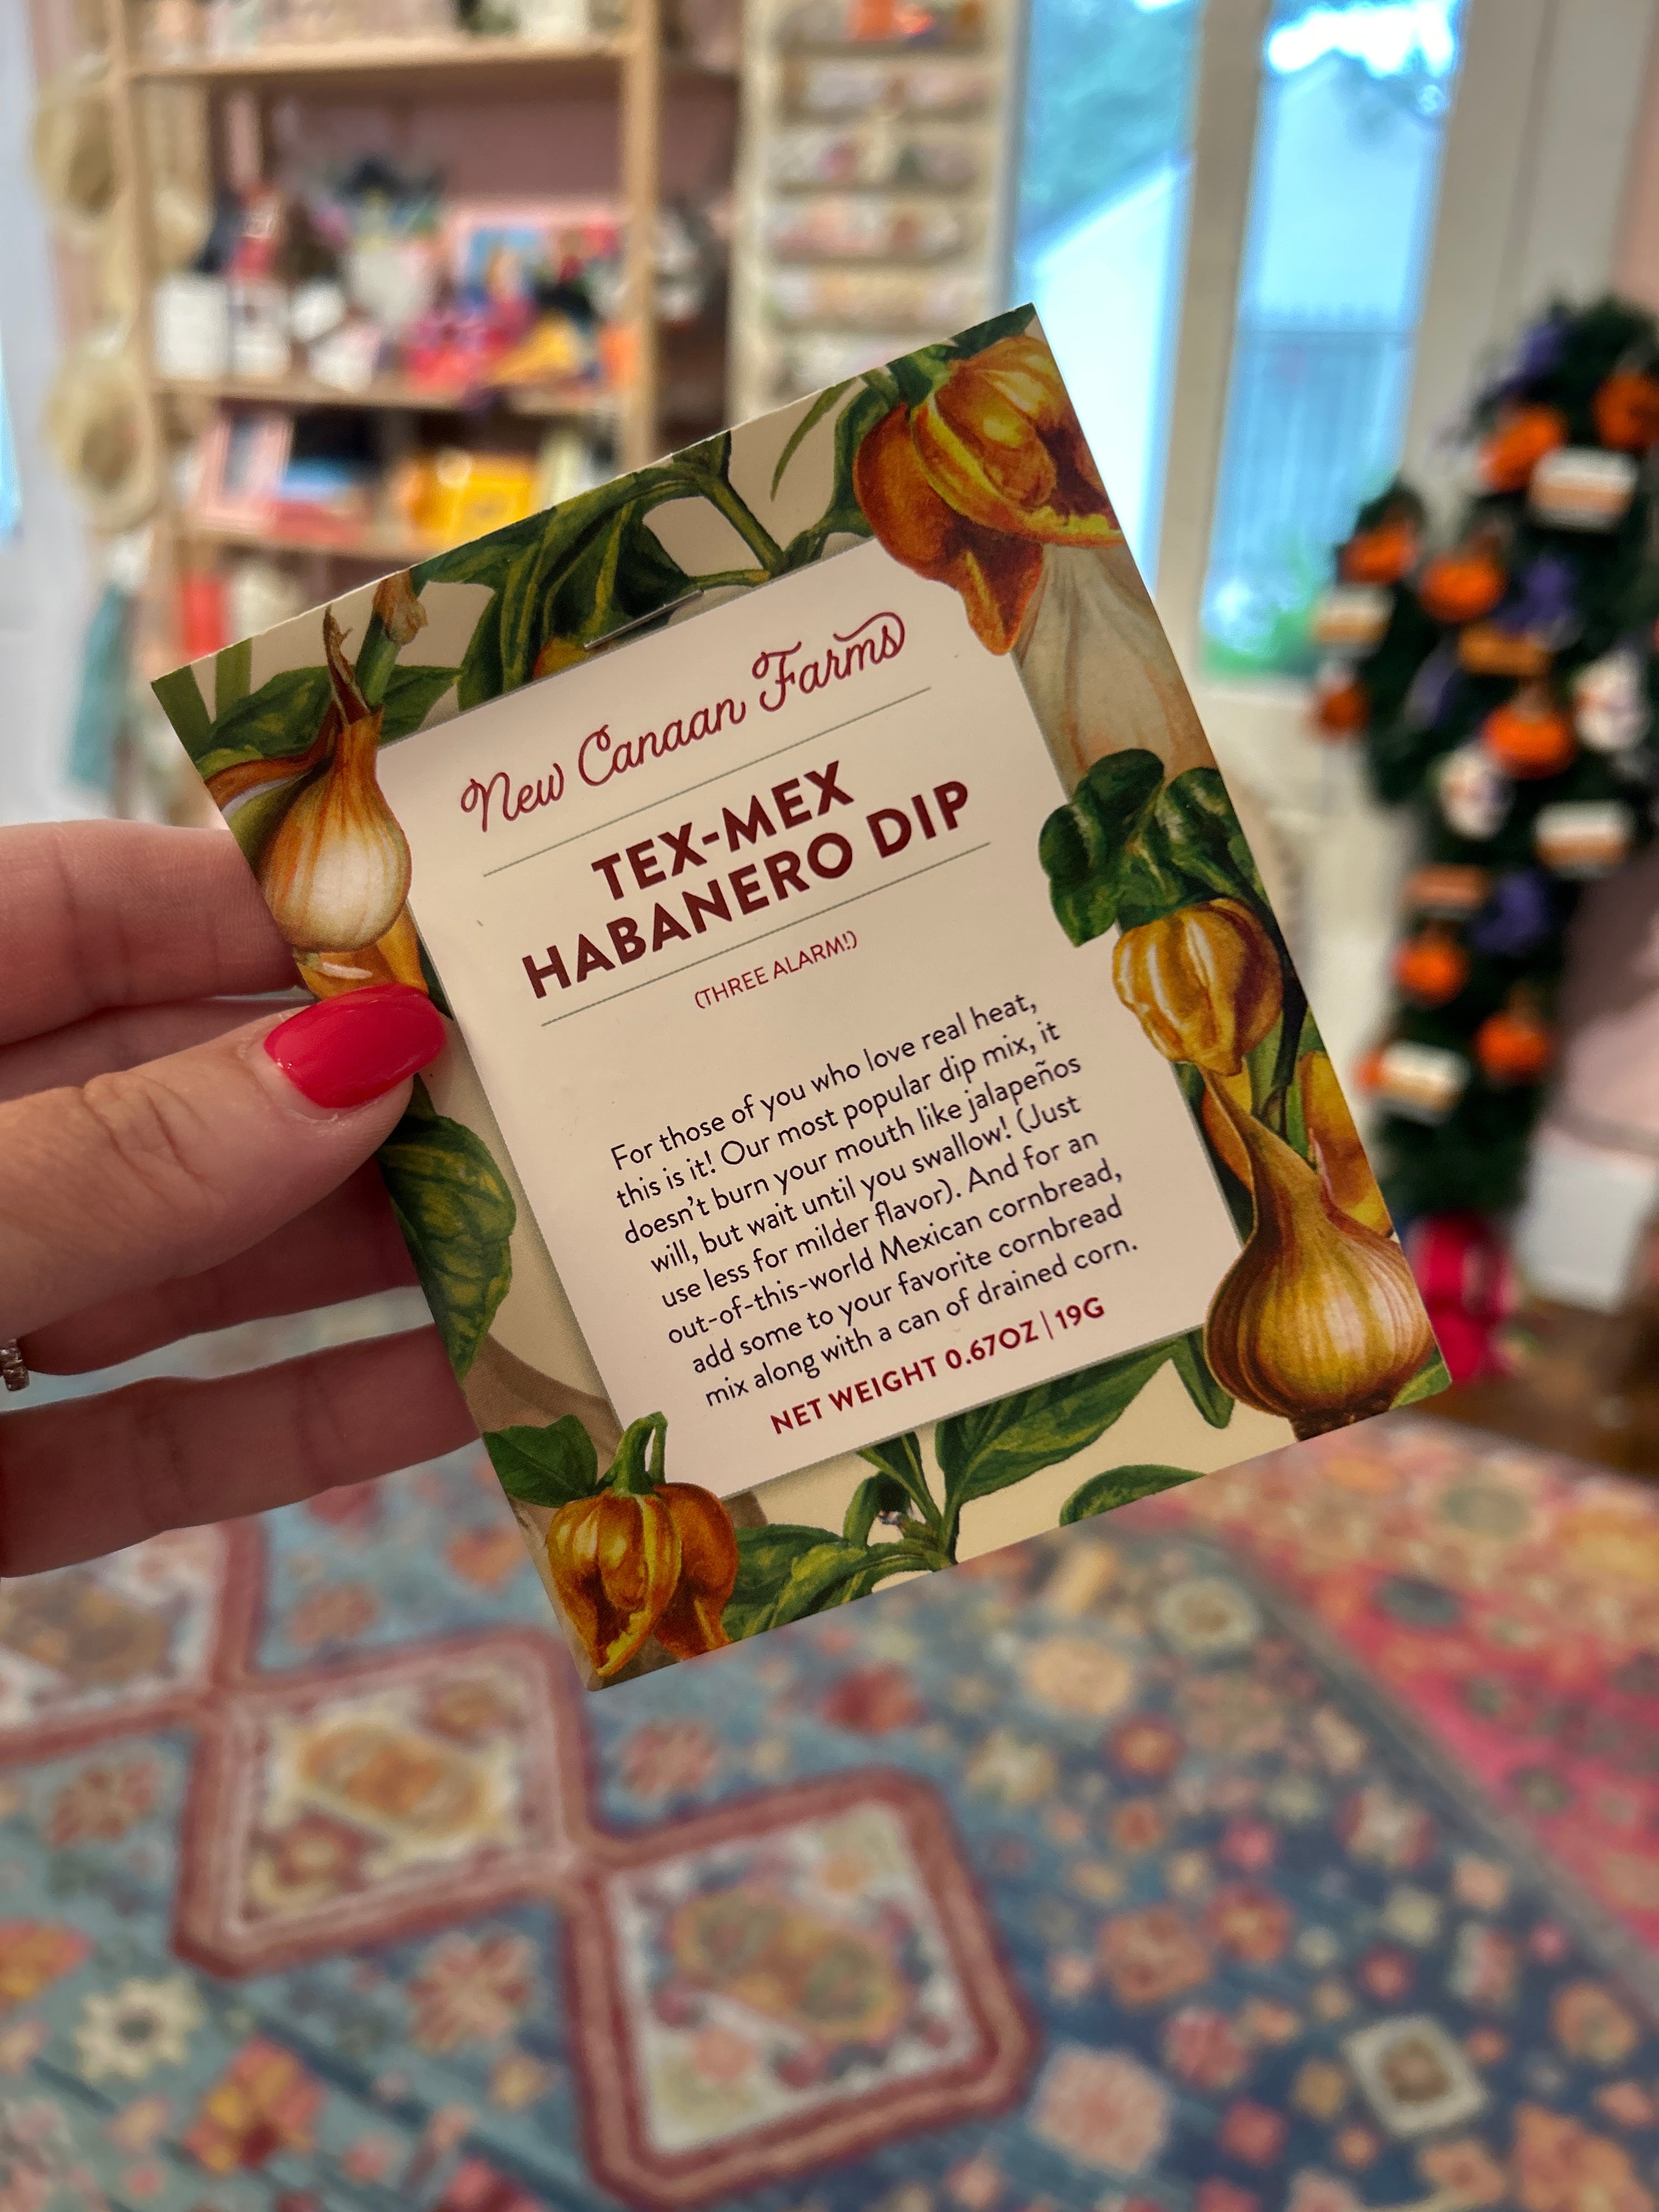 New Canaan Farms
TEX-MEX
HABANERO DIP
(THREE ALARM!)
For those of you who love real heat,
this is it! Our most popular dip mix, it
doesn't burn your mouth like jalapeños
will, but wait until you swallow! (Just
use less for milder flavor). And for an
out-of-this-world Mexican cornbread,
add some to your favorite cornbread
mix along with a can of drained corn.
NET WEIGHT 0.67OZ | 19G